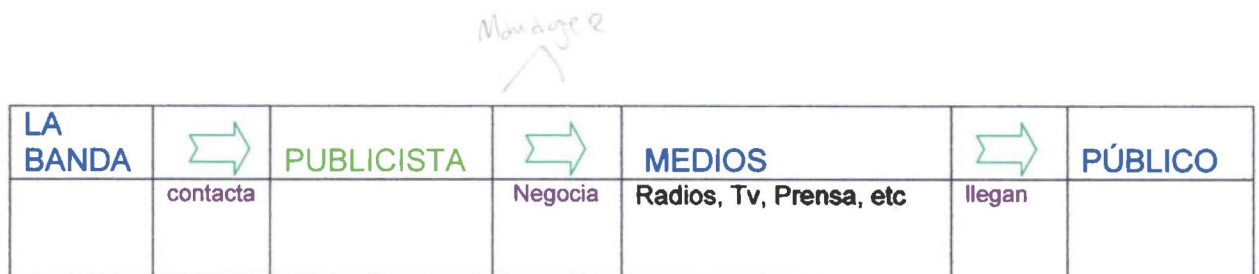 Manager
LA
BANDA
PUBLICISTA
MEDIOS
PÚBLICO
contacta
Negocia
Radios, Tv, Prensa, etc
llegan